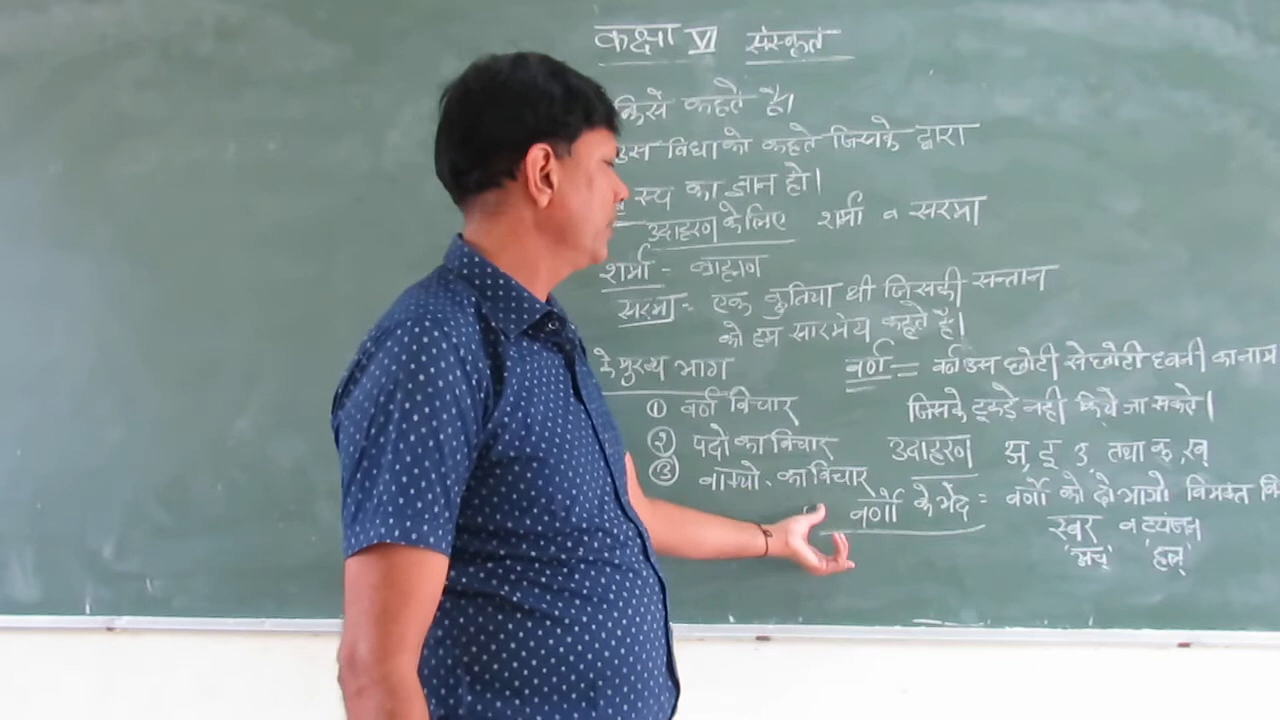 कक्षा VI संस्कृत
किसे कहते है।
उस विधा को कहते जिसके द्वारा
का ज्ञान हो।
उदाहरण के लिए शर्मा व सरमा
शर्मा - ब्राह्मण
सरमा = एक कुतिया थी जिसकी सन्तान
को हम सारमेय कहते है।
के मुख्य भाग
① वर्ण विचार
② पदो का विचार
③ वाक्यो का विचार
वर्ण = वर्ण उस छोटी से छोटी ध्वनी का नाम
जिसके टूकडे नही किये जा सकते।
उदाहरण अ, इ उ, तथा क्, ख्
वर्णो के भेद = वर्णो को दो भागो विभक्त
स्वर व व्यंजन
'अच्' 'हल्'